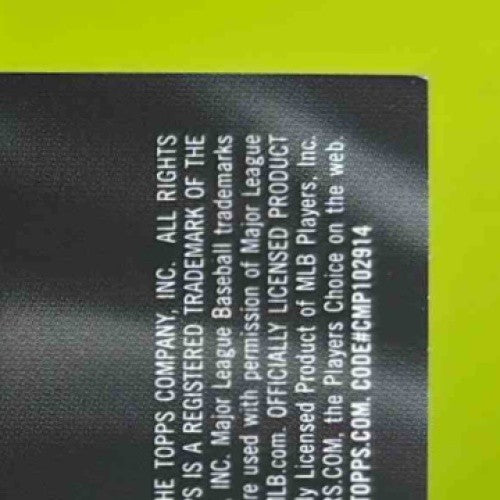 HE TOPPS COMPANY, INC. ALL RIGHTS
S IS A REGISTERED TRADEMARK OF THE
, INC. Major League Baseball trademarks
re used with permission of Major League
LB.com. OFFICIALLY LICENSED PRODUCT
y Licensed Product of MLB Players, Inc.
S.COM, the Players Choice on the web.
TOPPS.COM. CODE#CMP102914